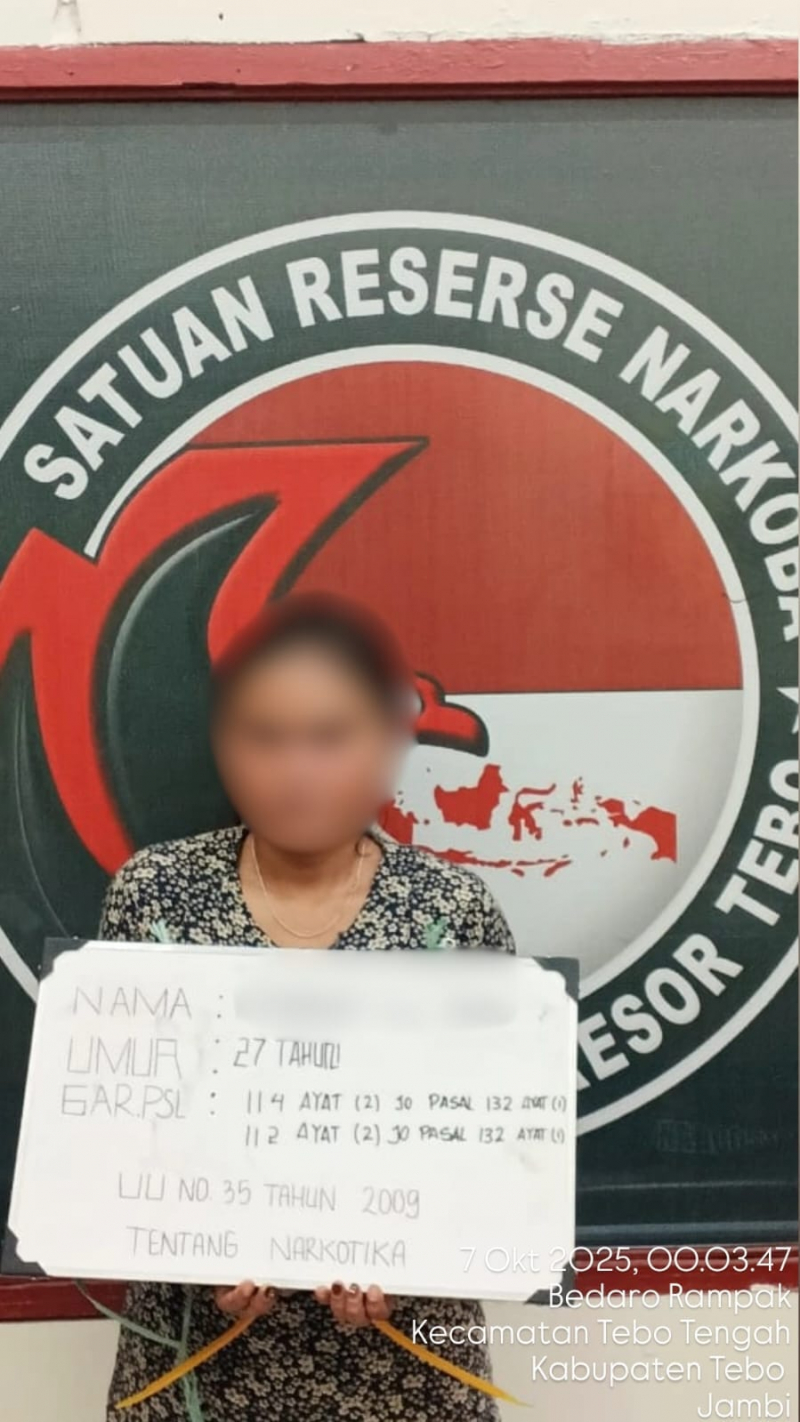 SATUAN RESERSE NARKOBA
RESOR TEBO
NAMA :
UMUR : 27 TAHUN
GAR.PSL : 114 AYAT (2) JO PASAL 132 AYAT (1)
112 AYAT (2) JO PASAL 132 AYAT (1)
UU NO. 35 TAHUN 2009
TENTANG NARKOTIKA
7 Okt 2025, 00.03.47
Bedaro Rampak
Kecamatan Tebo Tengah
Kabupaten Tebo
Jambi